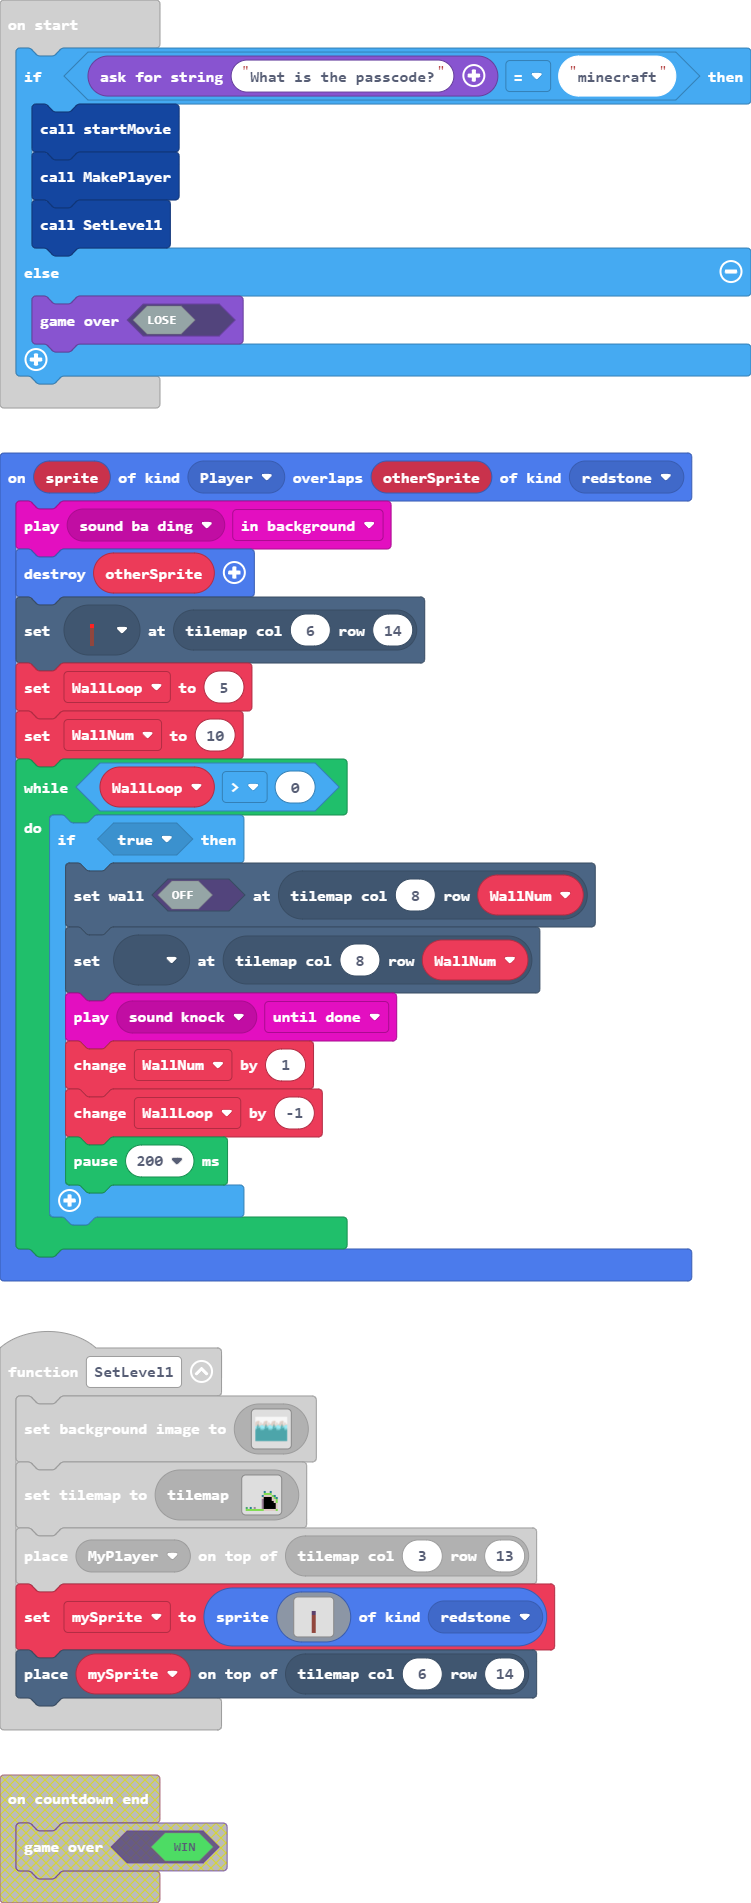 on start
if ask for string "What is the passcode?" = "minecraft" then
call startMovie
call MakePlayer
call SetLevel1
else
game over LOSE
on sprite of kind Player overlaps otherSprite of kind redstone
play sound ba ding in background
destroy otherSprite
set at tilemap col 6 row 14
set WallLoop to 5
set WallNum to 10
while WallLoop > 0
do if true then
set wall OFF at tilemap col 8 row WallNum
set at tilemap col 8 row WallNum
play sound knock until done
change WallNum by 1
change WallLoop by -1
pause 200 ms
function SetLevel1
set background image to
set tilemap to tilemap
place MyPlayer on top of tilemap col 3 row 13
set mySprite to sprite of kind redstone
place mySprite on top of tilemap col 6 row 14
on countdown end
game over WIN